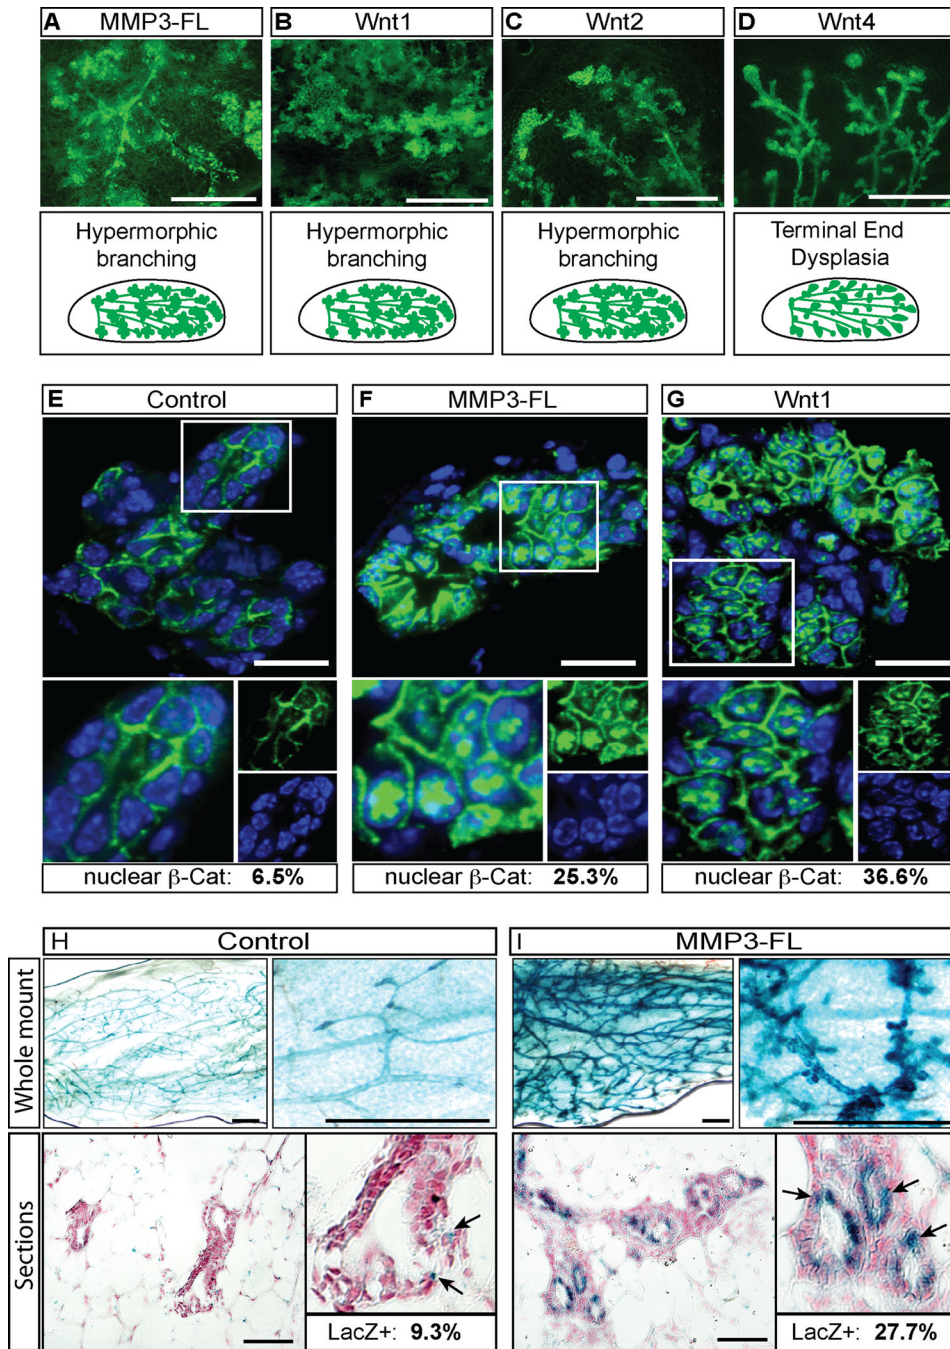 A MMP3-FL
B Wnt1
C Wnt2
D Wnt4
Hypermorphic
branching
Hypermorphic
branching
Hypermorphic
branching
Terminal End
Dysplasia
E Control
F MMP3-FL
G Wnt1
nuclear β-Cat: 6.5%
nuclear β-Cat: 25.3%
nuclear β-Cat: 36.6%
H Control
I MMP3-FL
Whole mount
Sections
LacZ+: 9.3%
LacZ+: 27.7%